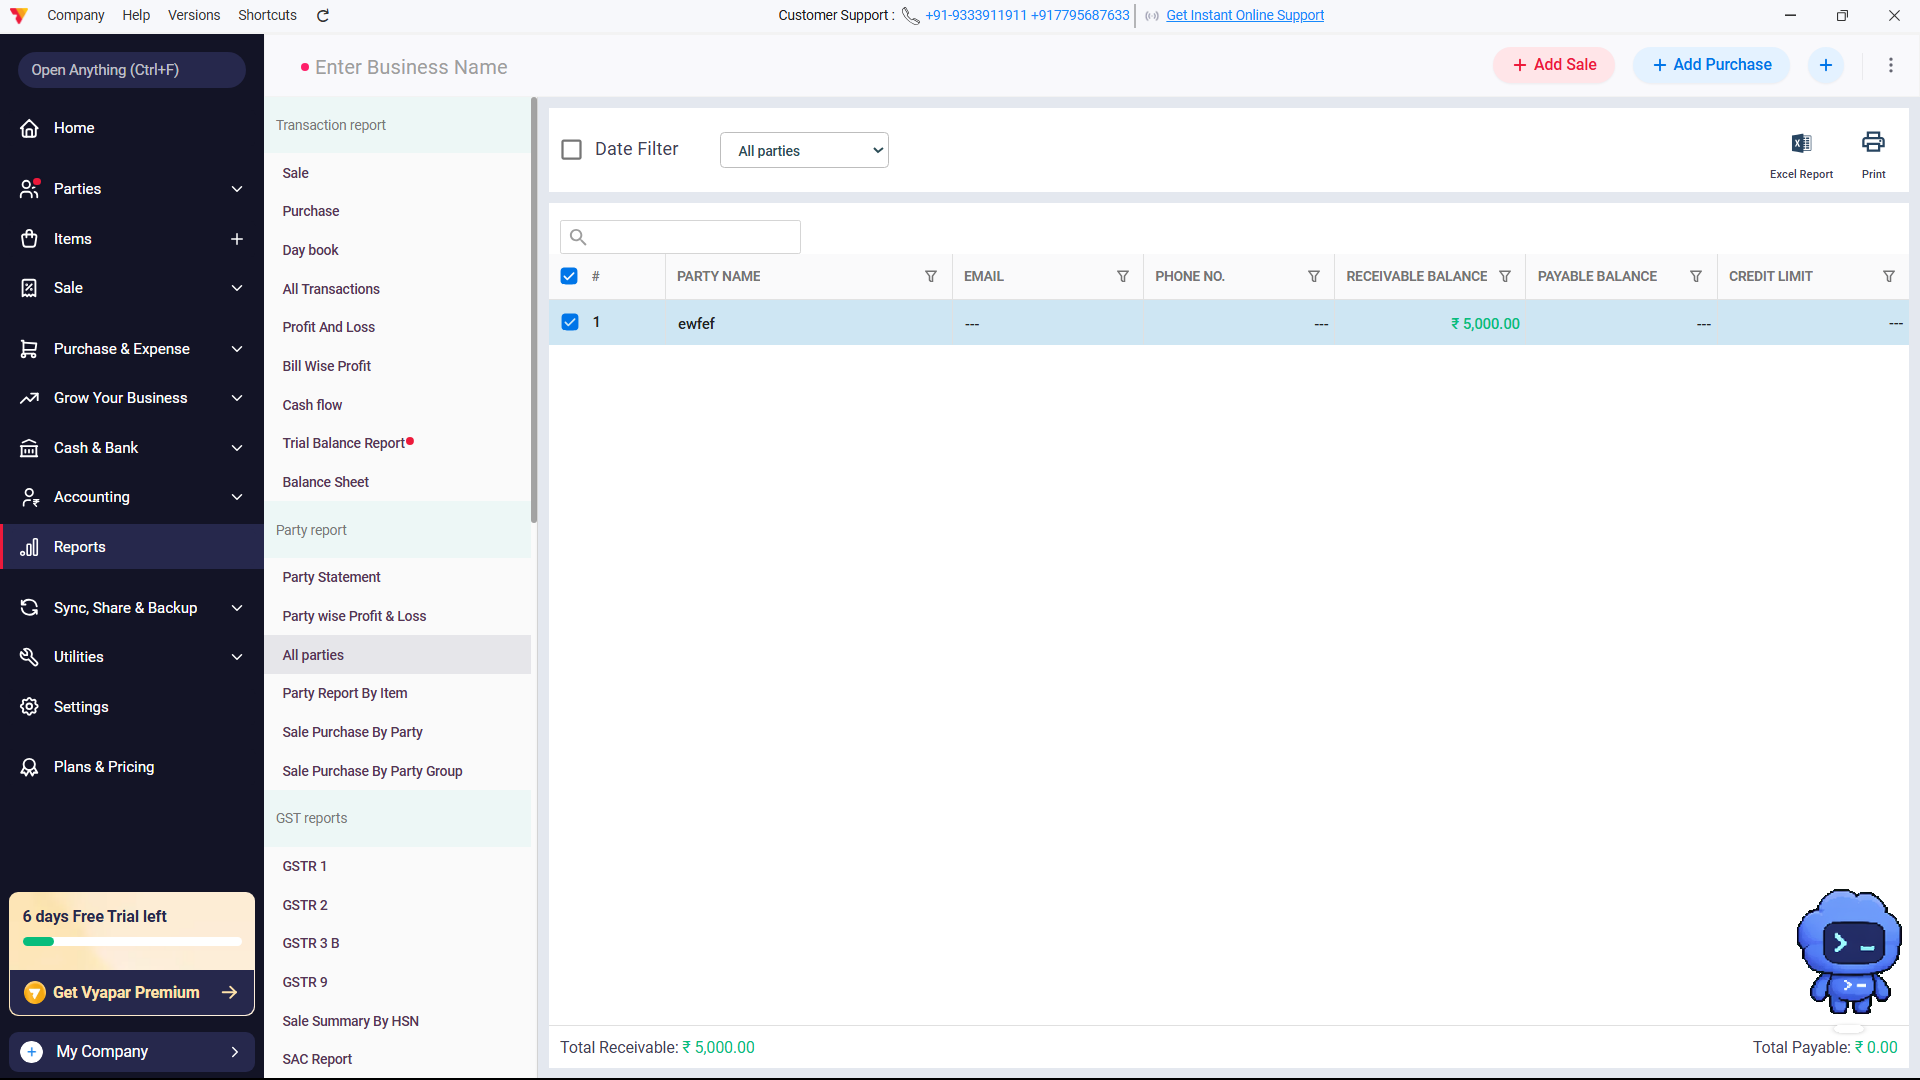 Company Help Versions Shortcuts
Customer Support : +91-9333911911 +917795687633 Get Instant Online Support
Open Anything (Ctrl+F)
Enter Business Name
+ Add Sale
+ Add Purchase
Home
Parties
Items
Sale
Purchase & Expense
Grow Your Business
Cash & Bank
Accounting
Reports
Sync, Share & Backup
Utilities
Settings
Plans & Pricing
6 days Free Trial left
Get Vyapar Premium
My Company
Transaction report
Sale
Purchase
Day book
All Transactions
Profit And Loss
Bill Wise Profit
Cash flow
Trial Balance Report
Balance Sheet
Party report
Party Statement
Party wise Profit & Loss
All parties
Party Report By Item
Sale Purchase By Party
Sale Purchase By Party Group
GST reports
GSTR 1
GSTR 2
GSTR 3 B
GSTR 9
Sale Summary By HSN
SAC Report
Date Filter
All parties
Excel Report
Print
# PARTY NAME EMAIL PHONE NO. RECEIVABLE BALANCE PAYABLE BALANCE CREDIT LIMIT
1 ewfef --- --- ₹ 5,000.00 --- ---
Total Receivable: ₹ 5,000.00
Total Payable: ₹ 0.00